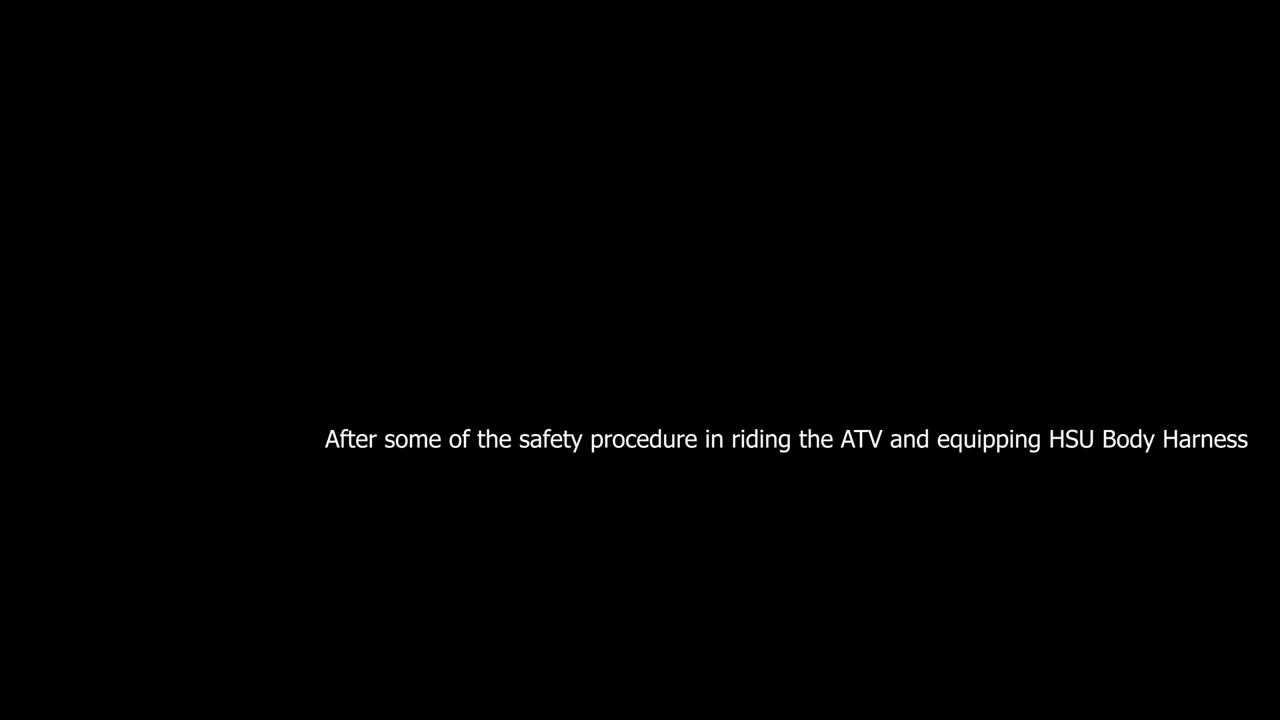 After some of the safety procedure in riding the ATV and equipping HSU Body Harness